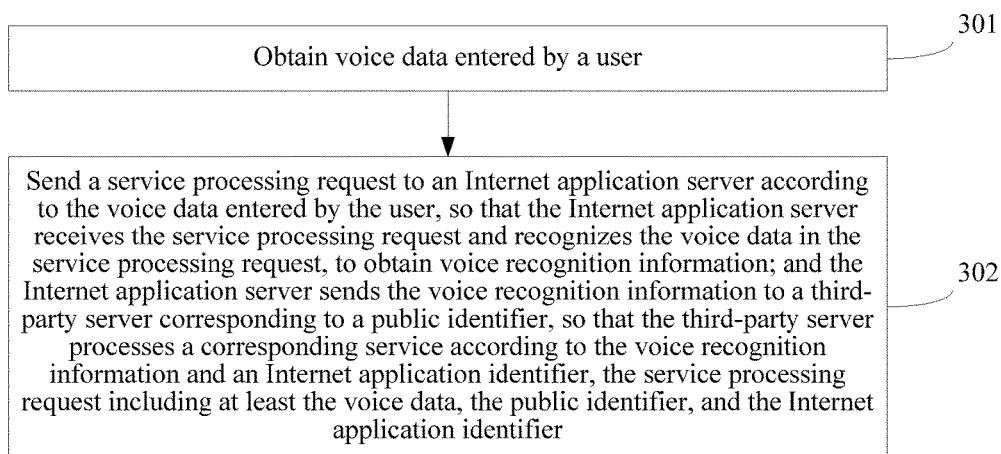 301
Obtain voice data entered by a user
Send a service processing request to an Internet application server according
to the voice data entered by the user, so that the Internet application server
receives the service processing request and recognizes the voice data in the
service processing request, to obtain voice recognition information; and the
Internet application server sends the voice recognition information to a third-
party server corresponding to a public identifier, so that the third-party server
processes a corresponding service according to the voice recognition
information and an Internet application identifier, the service processing
request including at least the voice data, the public identifier, and the Internet
application identifier
302